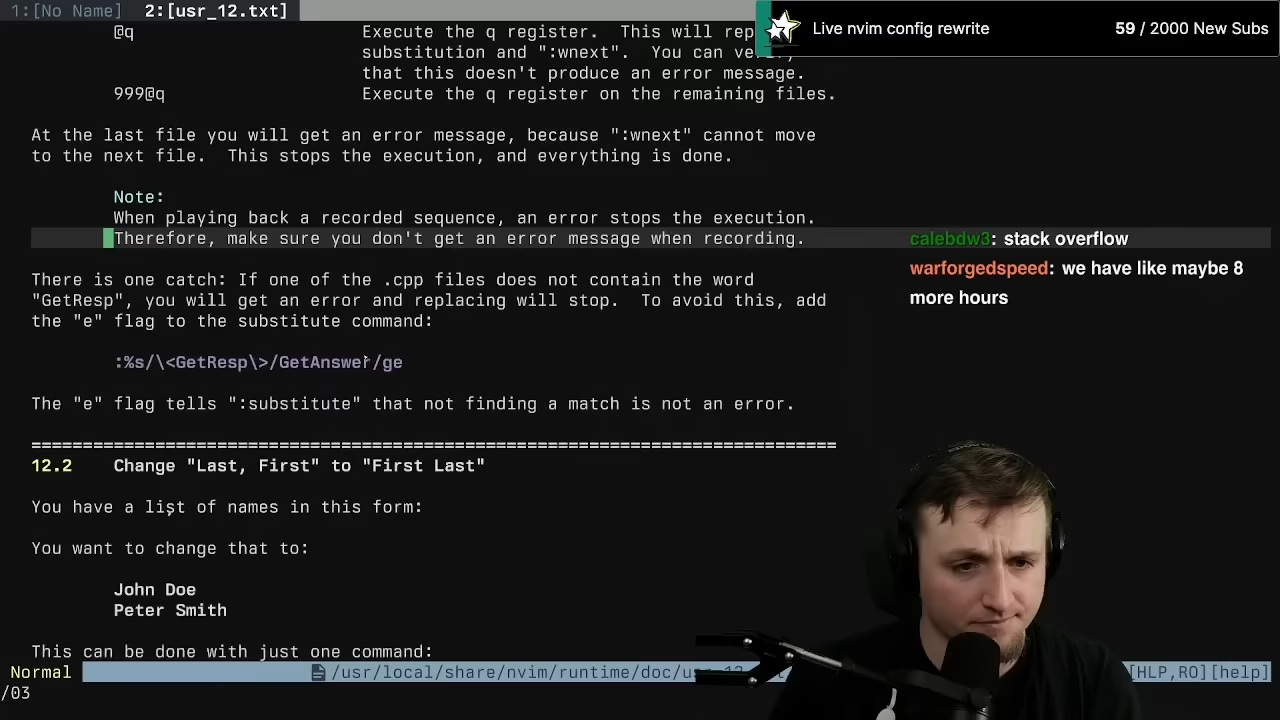 1:[No Name]  2:[usr_12.txt]
Live nvim config rewrite
59 / 2000 New Subs
@q Execute the q register.  This will
substitution and ":wnext".  You can
that this doesn't produce an error message.
999@q Execute the q register on the remaining files.
At the last file you will get an error message, because ":wnext" cannot move
to the next file.  This stops the execution, and everything is done.
Note:
When playing back a recorded sequence, an error stops the execution.
Therefore, make sure you don't get an error message when recording.
There is one catch: If one of the .cpp files does not contain the word
"GetResp", you will get an error and replacing will stop.  To avoid this, add
the "e" flag to the substitute command:
:%s/\<GetResp\>/GetAnswer/ge
The "e" flag tells ":substitute" that not finding a match is not an error.
==============================================================================
12.2 Change "Last, First" to "First Last"
You have a list of names in this form:
You want to change that to:
John Doe
Peter Smith
This can be done with just one command:
Normal
/usr/local/share/nvim/runtime/doc/usr_12
[HLP,RO][help]
/03
calebdw3: stack overflow
warforgedspeed: we have like maybe 8
more hours